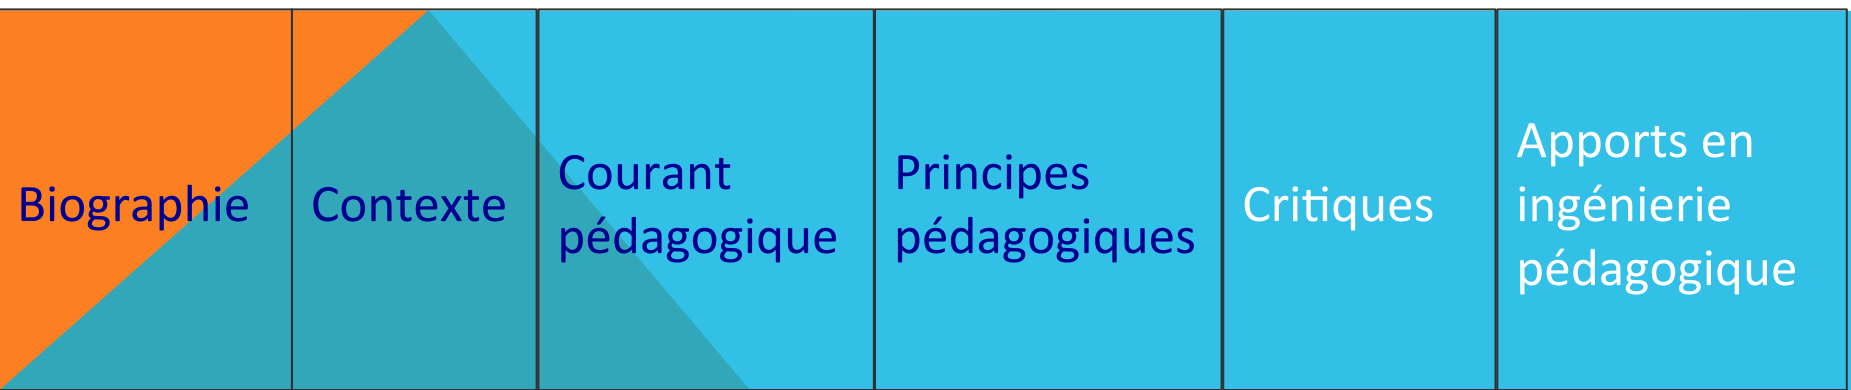 Biographie
Contexte
Courant
pédagogique
Principes
pédagogiques
Critiques
Apports en
ingénierie
pédagogique